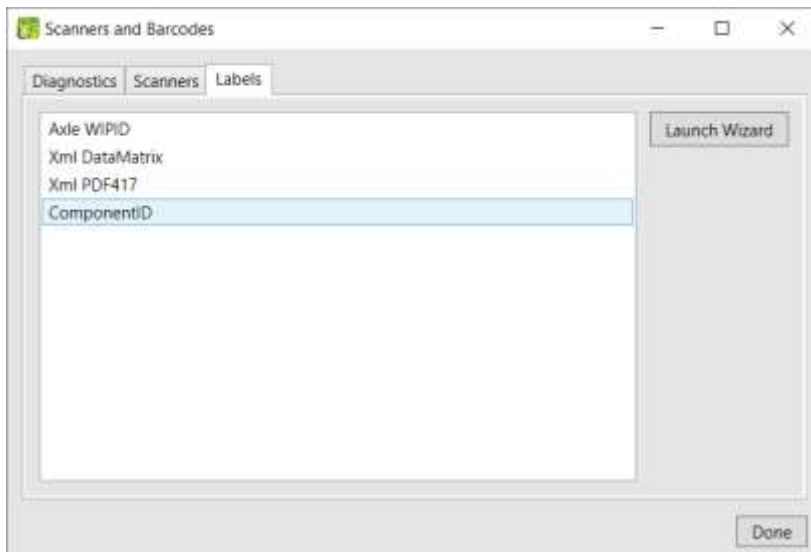 Scanners and Barcodes
Diagnostics Scanners Labels
Axle WIPID
Launch Wizard
Xml DataMatrix
Xml PDF417
ComponentID
Done